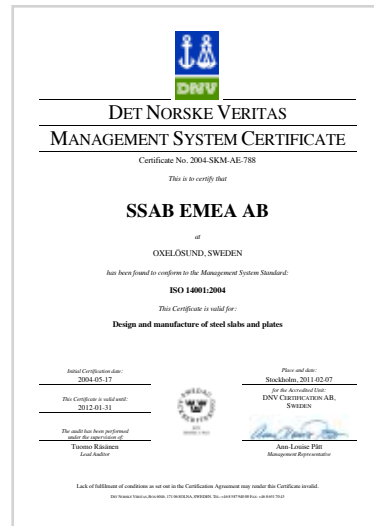 DNV
DET NORSKE VERITAS
MANAGEMENT SYSTEM CERTIFICATE
Certificate No. 2004-SKM-AE-788
This is to certify that
SSAB EMEA AB
at
OXELÖSUND, SWEDEN
has been found to conform to the Management System Standard:
ISO 14001:2004
This Certificate is valid for:
Design and manufacture of steel slabs and plates
Initial Certification date:
2004-05-17
This Certificate is valid until:
2012-01-31
The audit has been performed
under the supervision of:
Tuomo Räsänen
Lead Auditor
Place and date:
Stockholm, 2011-02-07
for the Accredited Unit:
DNV CERTIFICATION AB,
SWEDEN
Ann-Louise Pått
Management Representative
Lack of fulfilment of conditions as set out in the Certification Agreement may render this Certificate invalid.